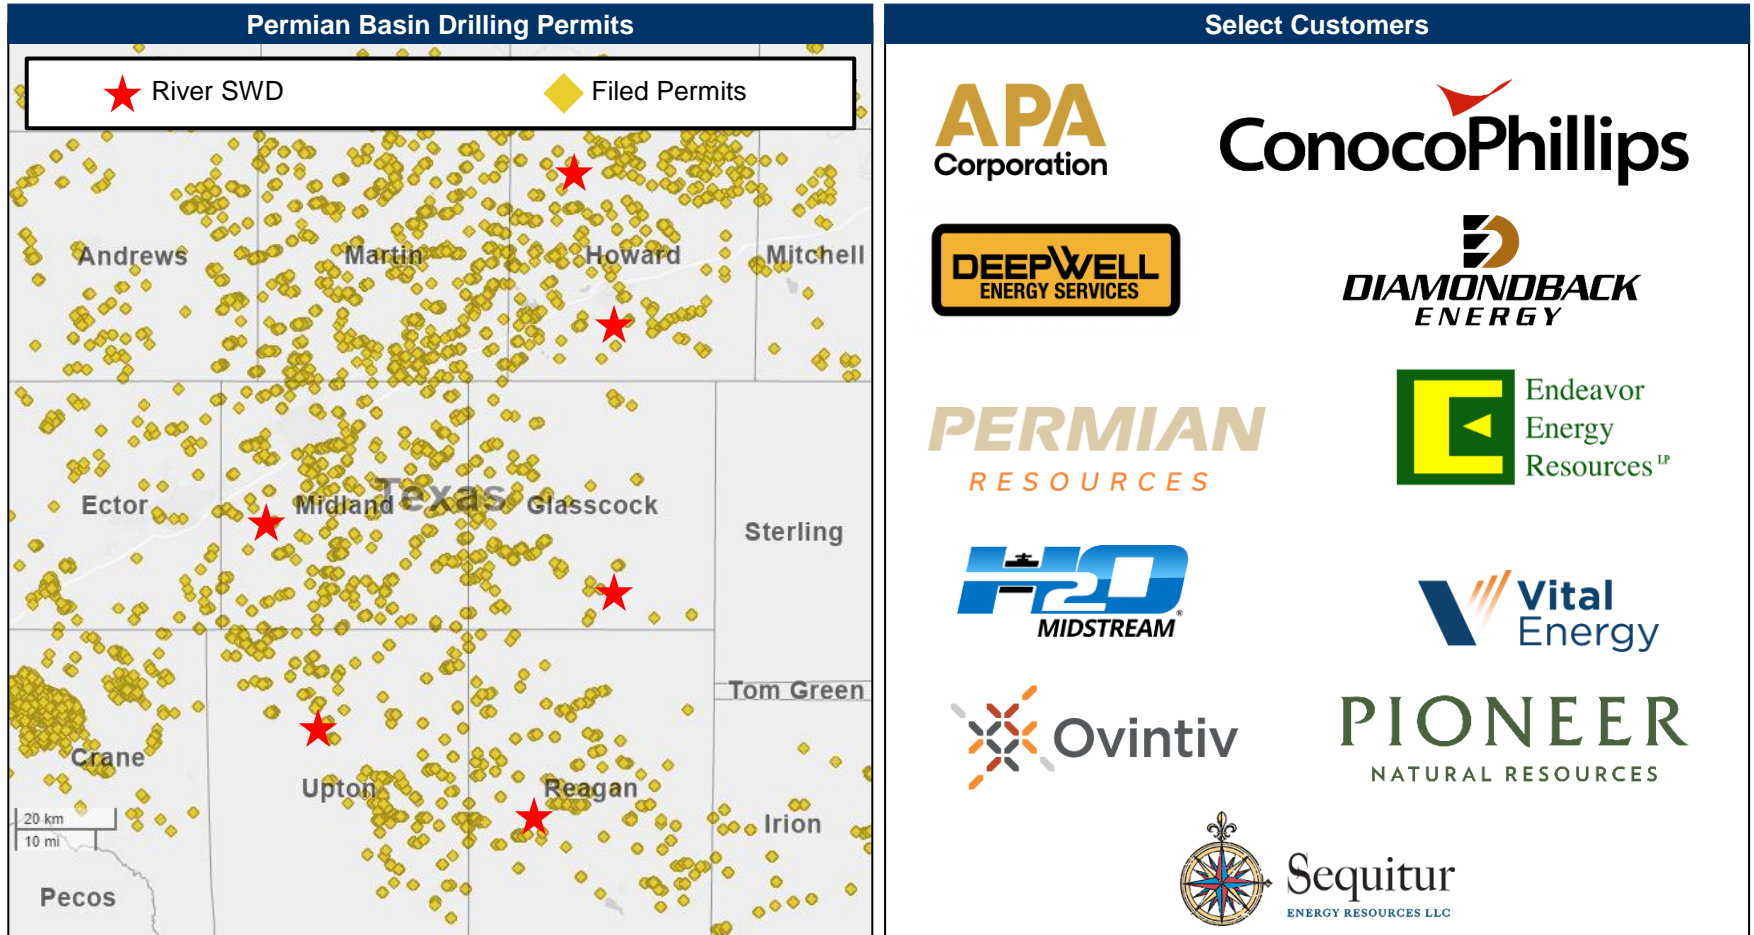 Permian Basin Drilling Permits
River SWD
Filed Permits
Andrews
Martin
Howard
Mitchell
Ector
Midland
Texas
Glasscock
Sterling
Tom Green
Crane
Upton
Reagan
Irion
20 km
10 mi
Pecos
Select Customers
APA
Corporation
ConocoPhillips
DEEPWELL
ENERGY SERVICES
DIAMONDBACK
ENERGY
PERMIAN
RESOURCES
Endeavor
Energy
Resources LP
H2O
MIDSTREAM®
Vital
Energy
Ovintiv
PIONEER
NATURAL RESOURCES
Sequitur
ENERGY RESOURCES LLC